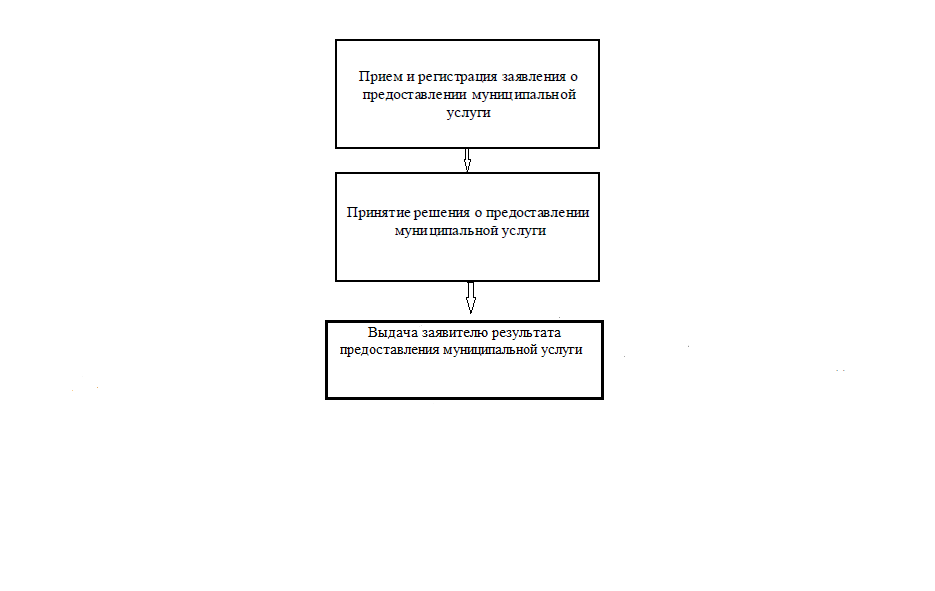 Прием и регистрация заявления о
предоставлении муниципальной
услуги
Принятие решения о предоставлении
муниципальной услуги
Выдача заявителю результата
предоставления муниципальной услуги